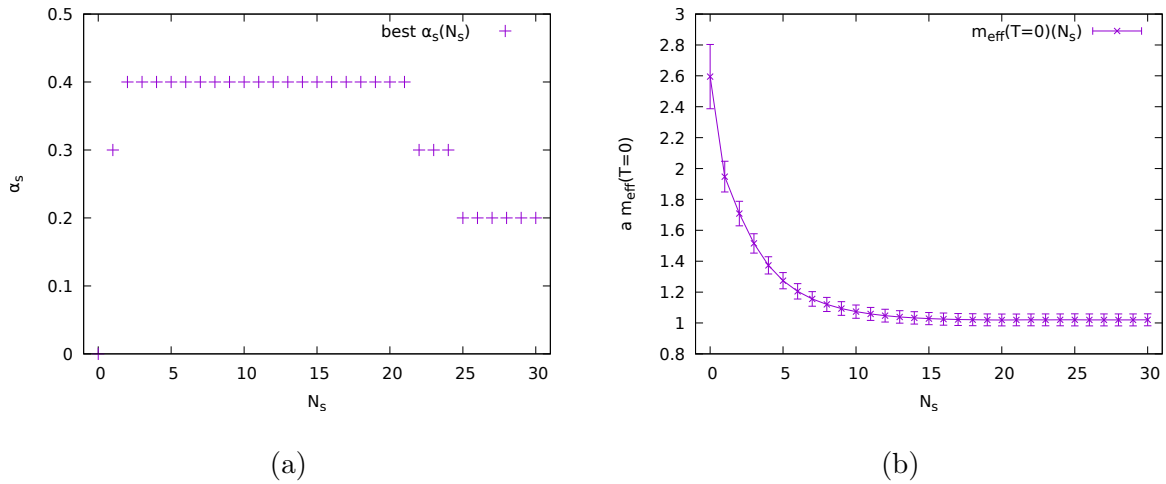 0.5
0.4
0.3
0.2
0.1
0
0 5 10 15 20 25 30
α_s
N_s
best α_s(N_s)
(a)
3
2.8
2.6
2.4
2.2
2
1.8
1.6
1.4
1.2
1
0.8
0 5 10 15 20 25 30
a m_eff(T=0)
N_s
m_eff(T=0)(N_s)
(b)